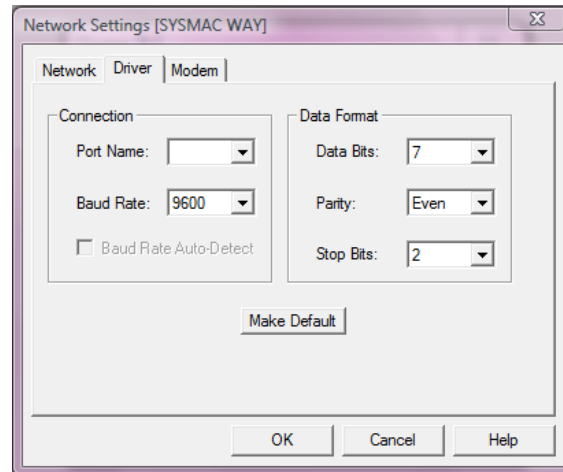 Network Settings [SYSMAC WAY]
Network Driver Modem
Connection
Port Name:
Baud Rate: 9600
Baud Rate Auto-Detect
Data Format
Data Bits: 7
Parity: Even
Stop Bits: 2
Make Default
OK Cancel Help